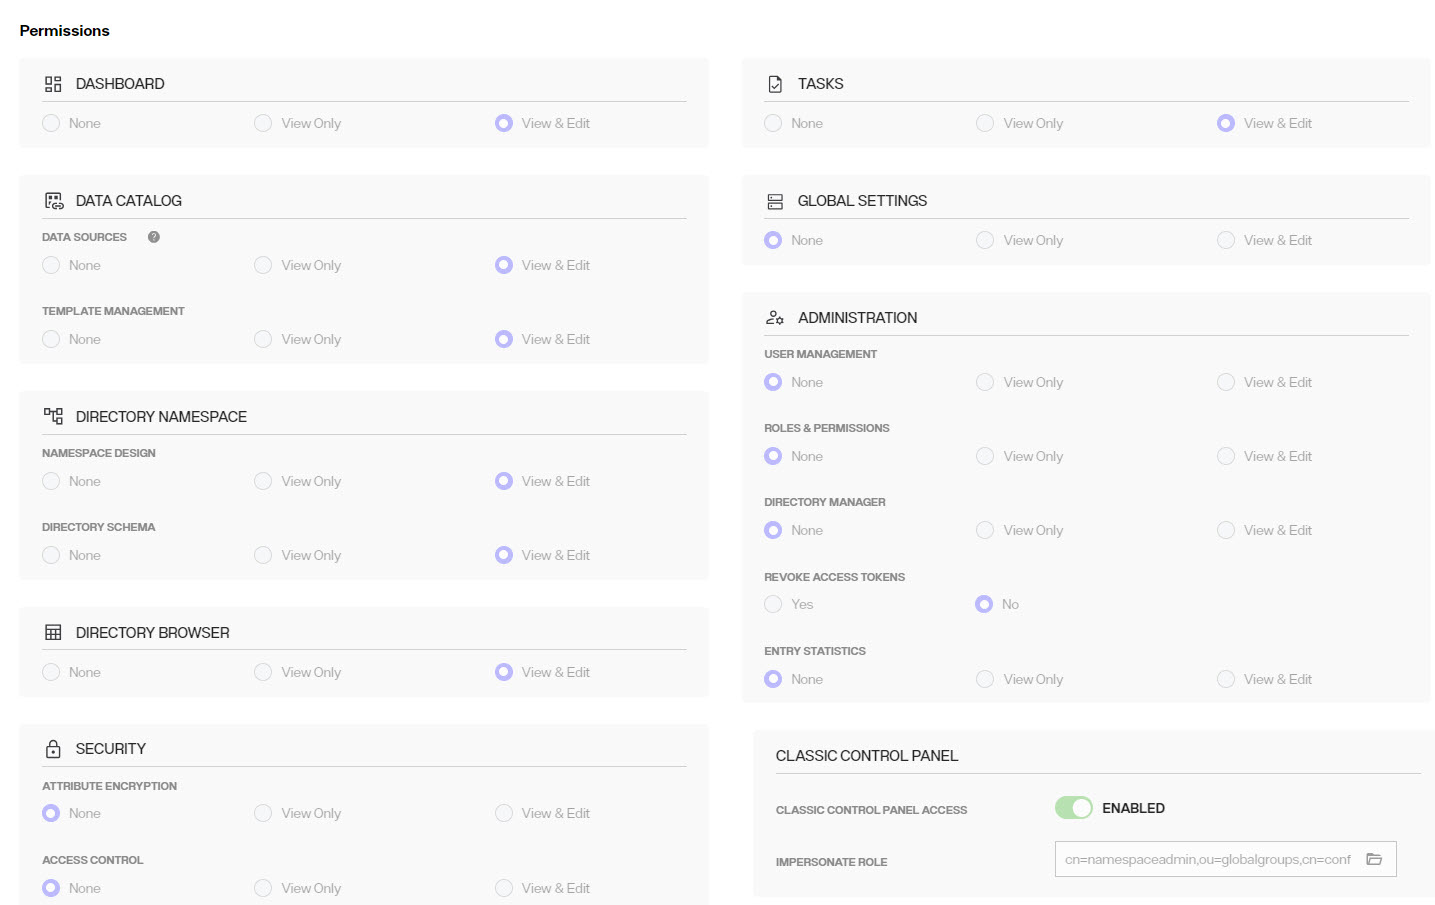 Permissions
DASHBOARD
None View Only View & Edit
DATA CATALOG
DATA SOURCES ?
None View Only View & Edit
TEMPLATE MANAGEMENT
None View Only View & Edit
DIRECTORY NAMESPACE
NAMESPACE DESIGN
None View Only View & Edit
DIRECTORY SCHEMA
None View Only View & Edit
DIRECTORY BROWSER
None View Only View & Edit
SECURITY
ATTRIBUTE ENCRYPTION
None View Only View & Edit
ACCESS CONTROL
None View Only View & Edit
TASKS
None View Only View & Edit
GLOBAL SETTINGS
None View Only View & Edit
ADMINISTRATION
USER MANAGEMENT
None View Only View & Edit
ROLES & PERMISSIONS
None View Only View & Edit
DIRECTORY MANAGER
None View Only View & Edit
REVOKE ACCESS TOKENS
Yes No
ENTRY STATISTICS
None View Only View & Edit
CLASSIC CONTROL PANEL
CLASSIC CONTROL PANEL ACCESS ENABLED
IMPERSONATE ROLE cn=namespaceadmin,ou=globalgroups,cn=conf